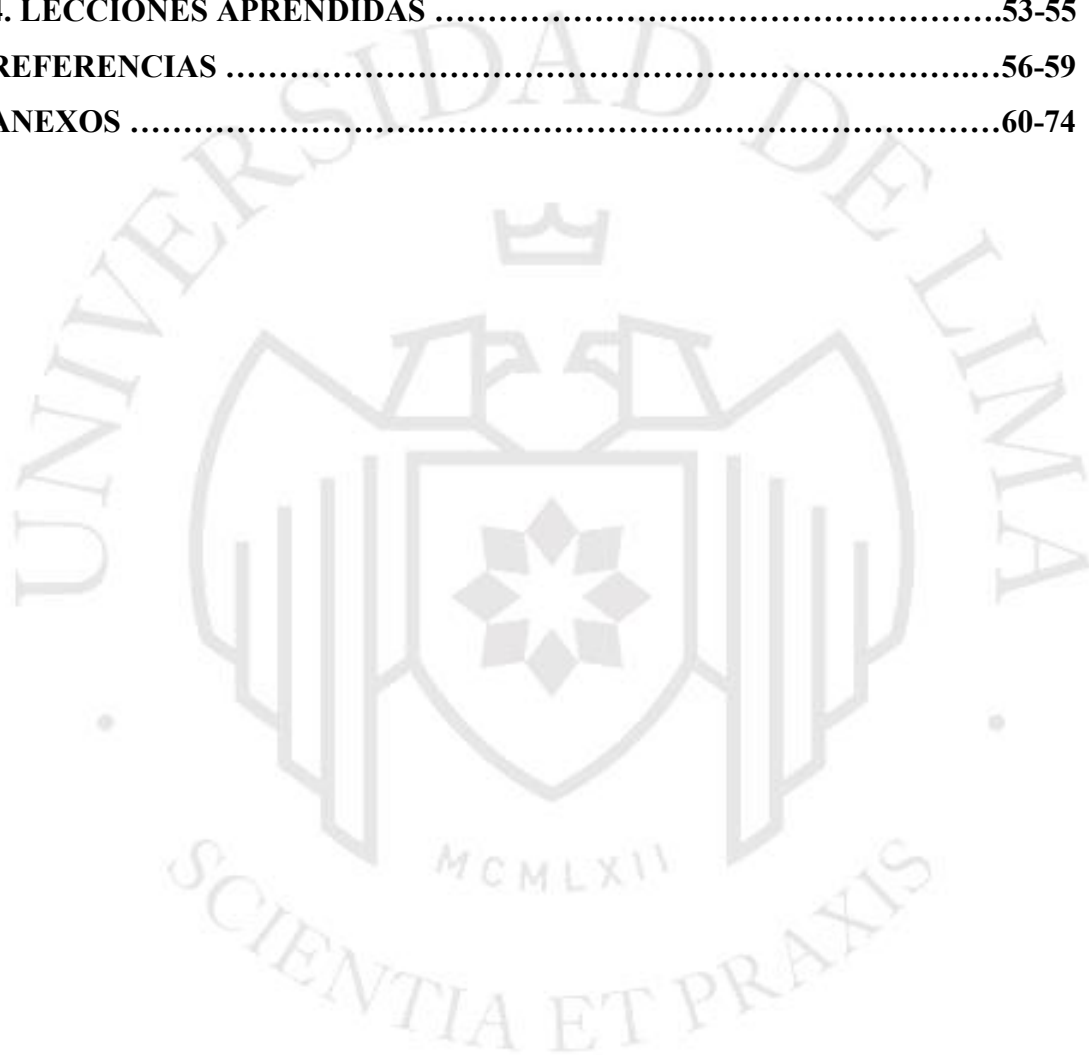 4. LECCIONES APRENDIDAS ……………………...…………………….53-55
REFERENCIAS ……………………………………………………….…56-59
ANEXOS …………………….…………………………………………60-74
UNIVERSIDAD DE LIMA
MCMLXII
SCIENTIA ET PRAXIS